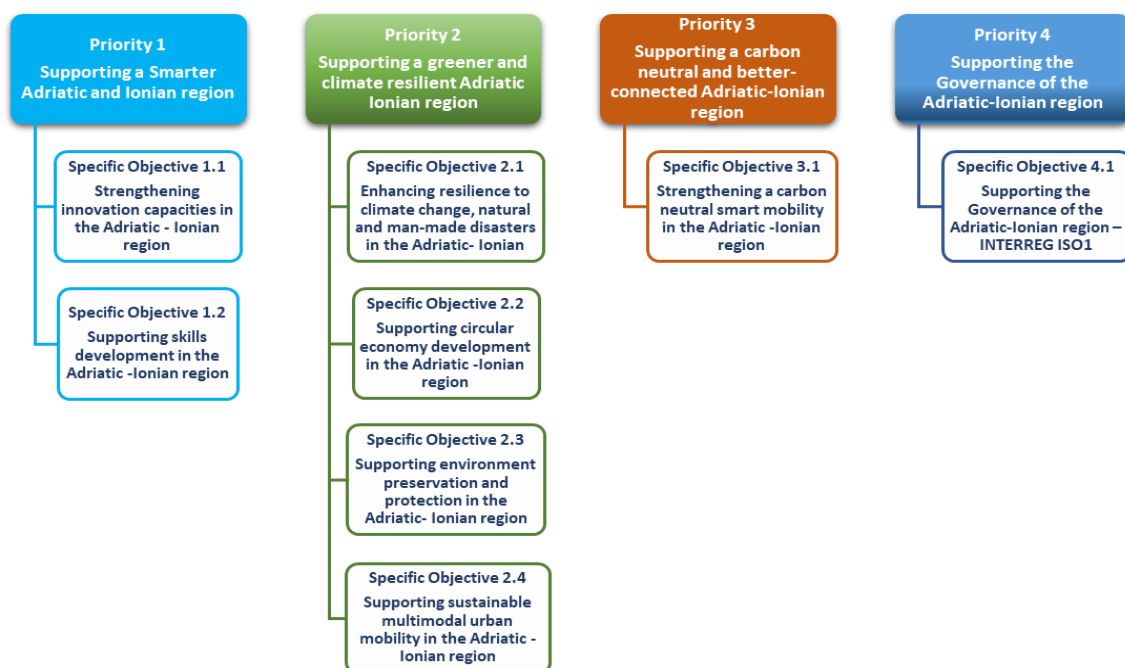 Priority 1
Supporting a Smarter
Adriatic and Ionian region
Specific Objective 1.1
Strengthening
innovation capacities in
the Adriatic - Ionian
region
Specific Objective 1.2
Supporting skills
development in the
Adriatic -Ionian region
Priority 2
Supporting a greener and
climate resilient Adriatic
Ionian region
Specific Objective 2.1
Enhancing resilience to
climate change, natural
and man-made disasters
in the Adriatic- Ionian
Specific Objective 2.2
Supporting circular
economy development
in the Adriatic -Ionian
region
Specific Objective 2.3
Supporting environment
preservation and
protection in the
Adriatic- Ionian region
Specific Objective 2.4
Supporting sustainable
multimodal urban
mobility in the Adriatic -
Ionian region
Priority 3
Supporting a carbon
neutral and better-
connected Adriatic-Ionian
region
Specific Objective 3.1
Strengthening a carbon
neutral smart mobility
in the Adriatic -Ionian
region
Priority 4
Supporting the
Governance of the
Adriatic-Ionian region
Specific Objective 4.1
Supporting the
Governance of the
Adriatic-Ionian region –
INTERREG ISO1